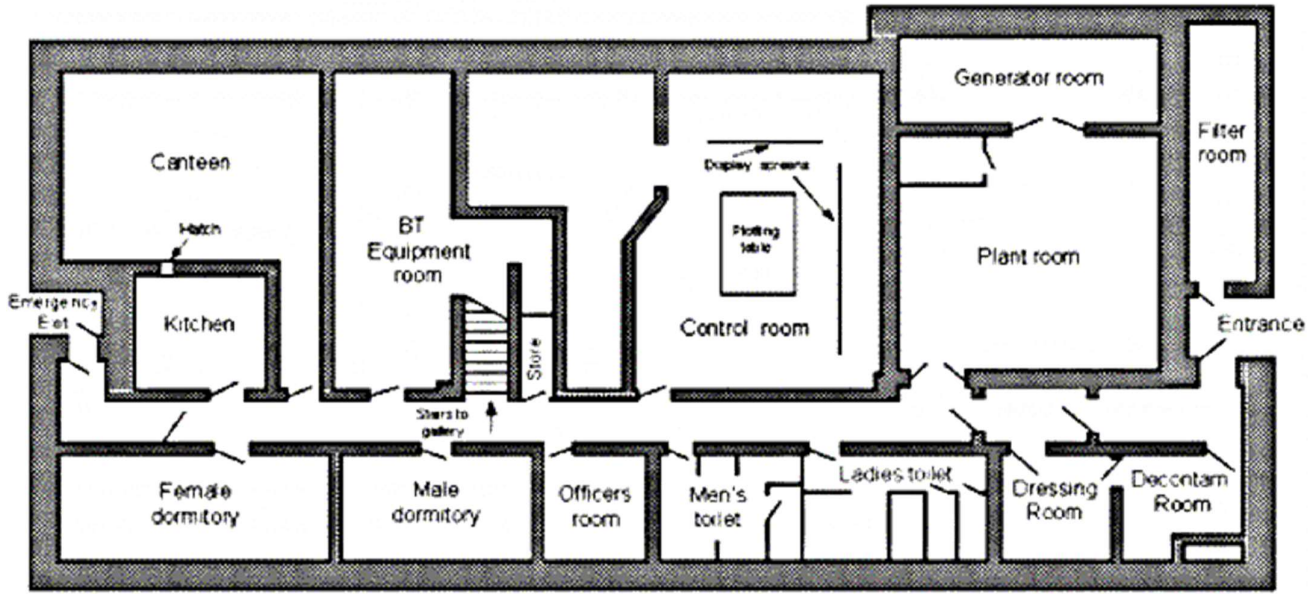 Generator room
Filter
room
Canteen
Display screens
Hatch
BT
Equipment
room
Plotting
table
Plant room
Emergency
Exit
Kitchen
Control room
Entrance
Store
Stairs to
gallery
Female
dormitory
Male
dormitory
Officers
room
Men's
toilet
Ladies toilet
Dressing
Room
Decontam
Room